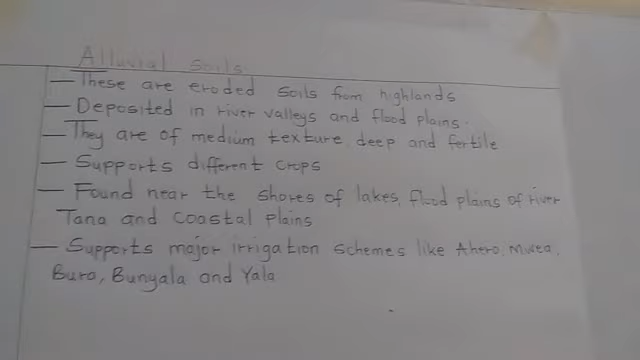 Alluvial Soils.
— These are eroded soils from highlands
— Deposited in river valleys and flood plains.
— They are of medium texture, deep and fertile
— Supports different crops
— Found near the shores of lakes, flood plains of river
Tana and coastal plains
— Supports major irrigation schemes like Ahero, Mwea,
Bura, Bunyala and Yala